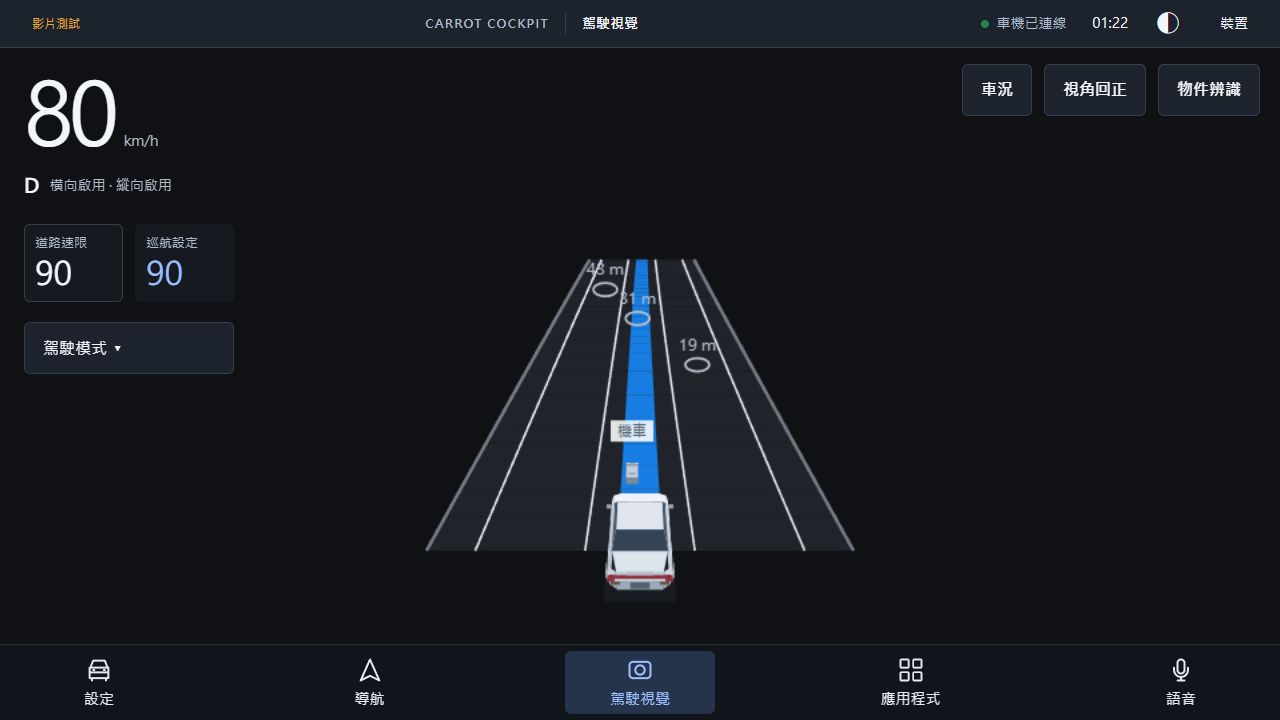 影片測試
CARROT COCKPIT
駕駛視覺
車機已連線
01:22
裝置
80 km/h
D 橫向啟用 · 縱向啟用
道路速限
90
巡航設定
90
駕駛模式 ▾
車況
視角回正
物件辨識
48 m
31 m
19 m
機車
設定
導航
駕駛視覺
應用程式
語音